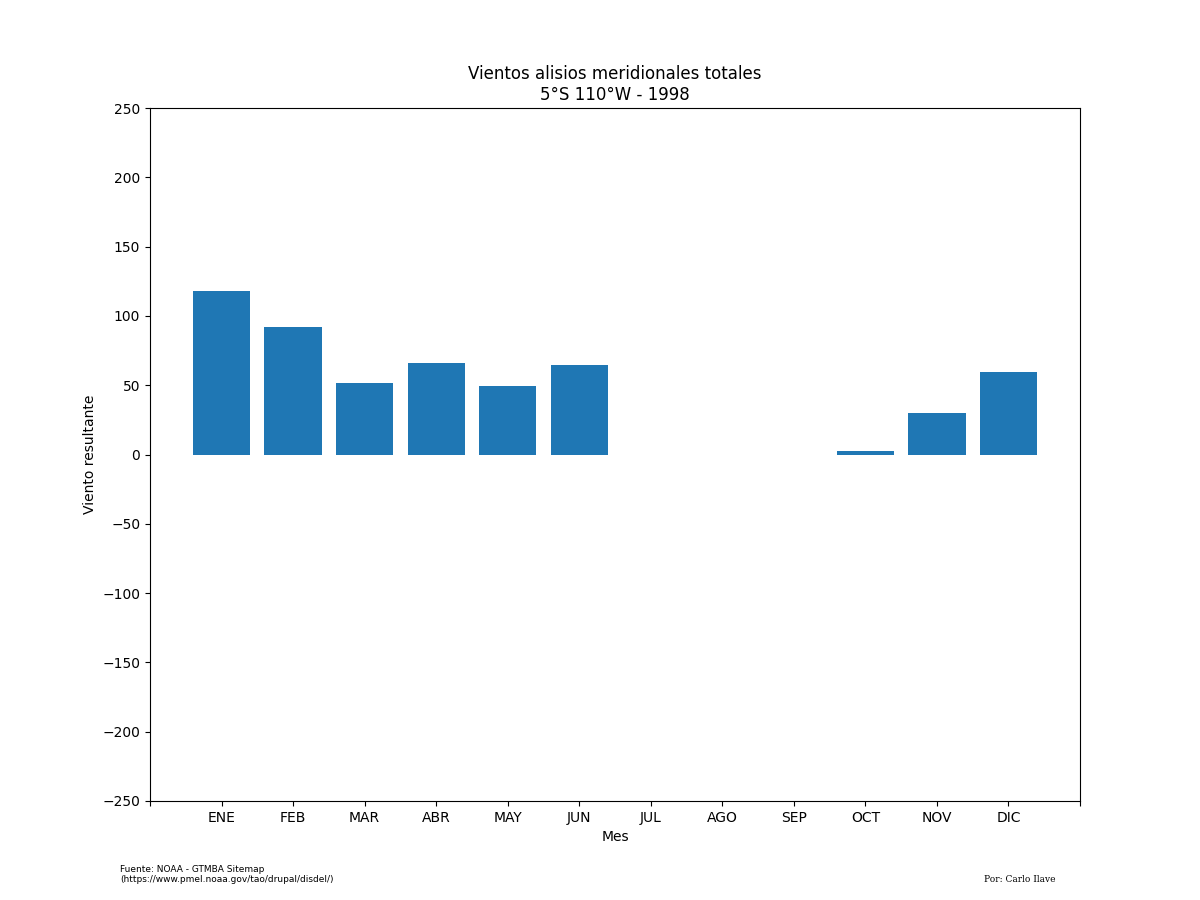 Vientos alisios meridionales totales
5°S 110°W - 1998
250
200
150
100
50
0
−50
−100
−150
−200
−250
Viento resultante
ENE FEB MAR ABR MAY JUN JUL AGO SEP OCT NOV DIC
Mes
Fuente: NOAA - GTMBA Sitemap
(https://www.pmel.noaa.gov/tao/drupal/disdel/)
Por: Carlo Ilave